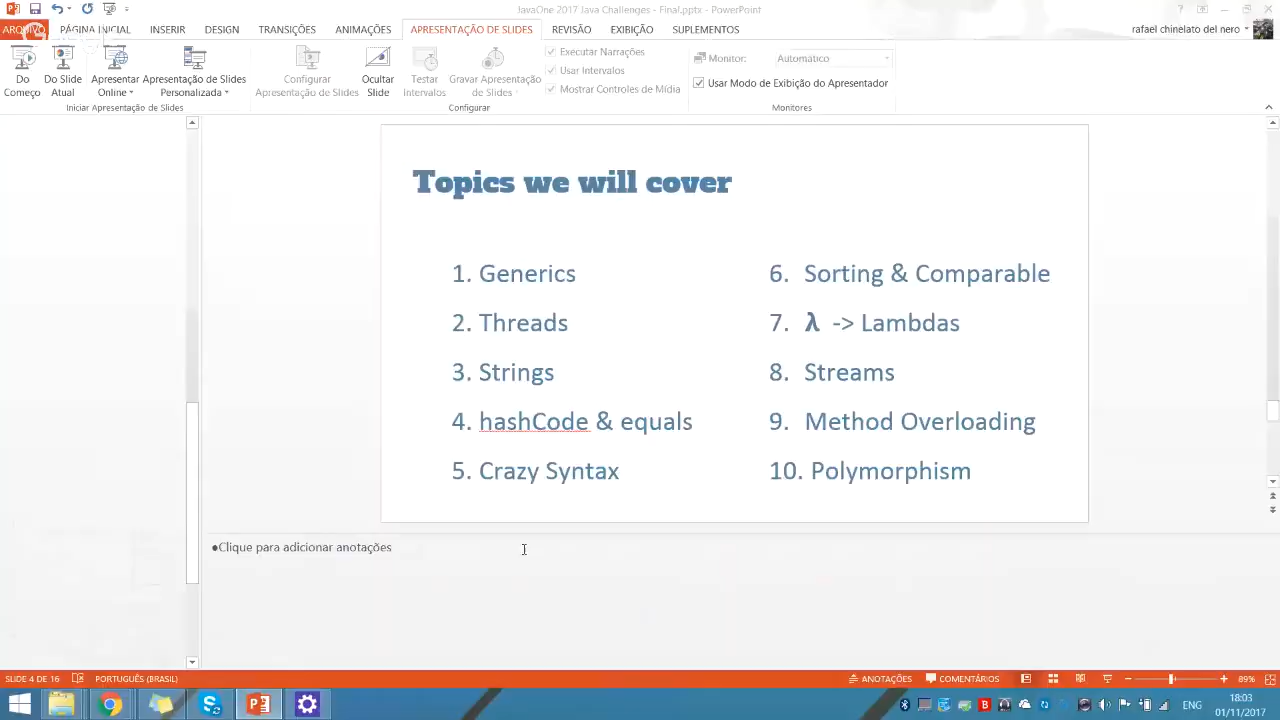 JavaOne 2017 Java Challenges - Final.pptx - PowerPoint
ARQUIVO PÁGINA INICIAL INSERIR DESIGN TRANSIÇÕES ANIMAÇÕES APRESENTAÇÃO DE SLIDES REVISÃO EXIBIÇÃO SUPLEMENTOS
rafael chinelato del nero
Do Começo
Do Slide Atual
Apresentar Online
Apresentação de Slides Personalizada
Configurar Apresentação de Slides
Ocultar Slide
Testar Intervalos
Gravar Apresentação de Slides
Executar Narrações
Usar Intervalos
Mostrar Controles de Mídia
Monitor: Automático
Usar Modo de Exibição do Apresentador
Iniciar Apresentação de Slides
Configurar
Monitores
Topics we will cover
1. Generics
2. Threads
3. Strings
4. hashCode & equals
5. Crazy Syntax
6. Sorting & Comparable
7. λ -> Lambdas
8. Streams
9. Method Overloading
10. Polymorphism
•Clique para adicionar anotações
SLIDE 4 DE 16 PORTUGUÊS (BRASIL)
ANOTAÇÕES COMENTÁRIOS 89%
ENG
18:03
01/11/2017